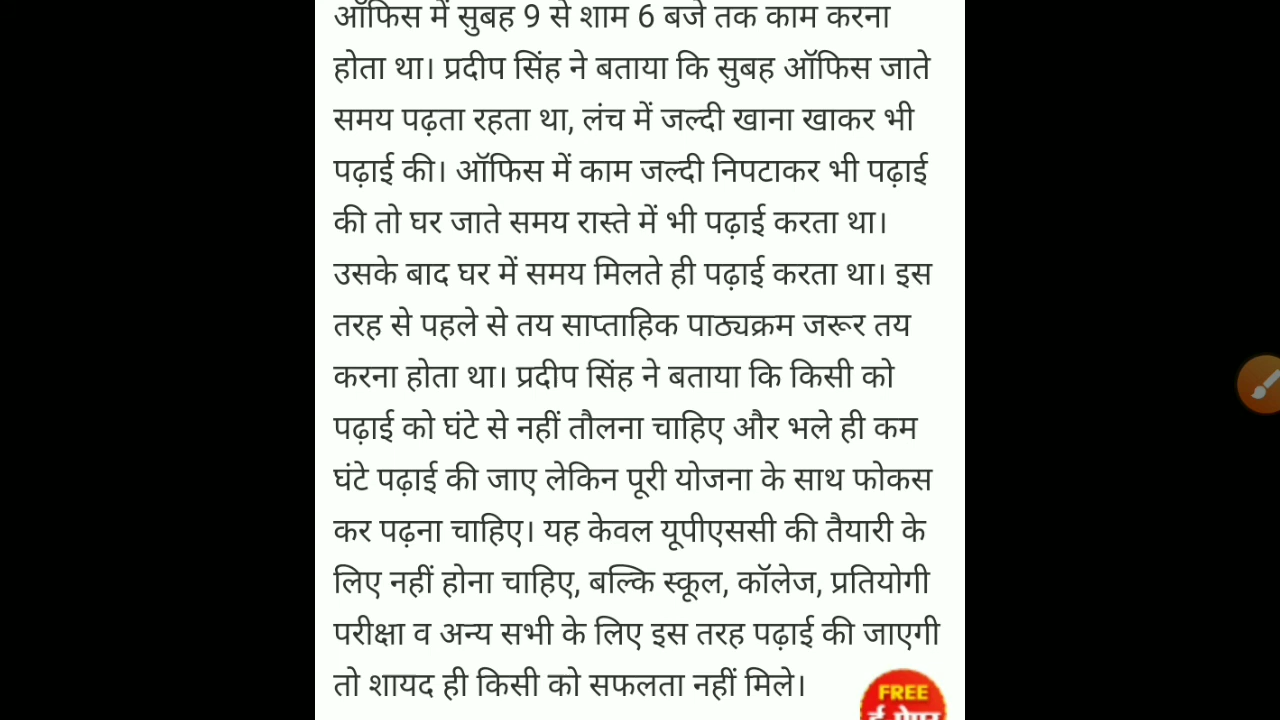 ऑफिस में सुबह 9 से शाम 6 बजे तक काम करना
होता था। प्रदीप सिंह ने बताया कि सुबह ऑफिस जाते
समय पढ़ता रहता था, लंच में जल्दी खाना खाकर भी
पढ़ाई की। ऑफिस में काम जल्दी निपटाकर भी पढ़ाई
की तो घर जाते समय रास्ते में भी पढ़ाई करता था।
उसके बाद घर में समय मिलते ही पढ़ाई करता था। इस
तरह से पहले से तय साप्ताहिक पाठ्यक्रम जरूर तय
करना होता था। प्रदीप सिंह ने बताया कि किसी को
पढ़ाई को घंटे से नहीं तौलना चाहिए और भले ही कम
घंटे पढ़ाई की जाए लेकिन पूरी योजना के साथ फोकस
कर पढ़ना चाहिए। यह केवल यूपीएससी की तैयारी के
लिए नहीं होना चाहिए, बल्कि स्कूल, कॉलेज, प्रतियोगी
परीक्षा व अन्य सभी के लिए इस तरह पढ़ाई की जाएगी
तो शायद ही किसी को सफलता नहीं मिले।
FREE
ई-पेपर